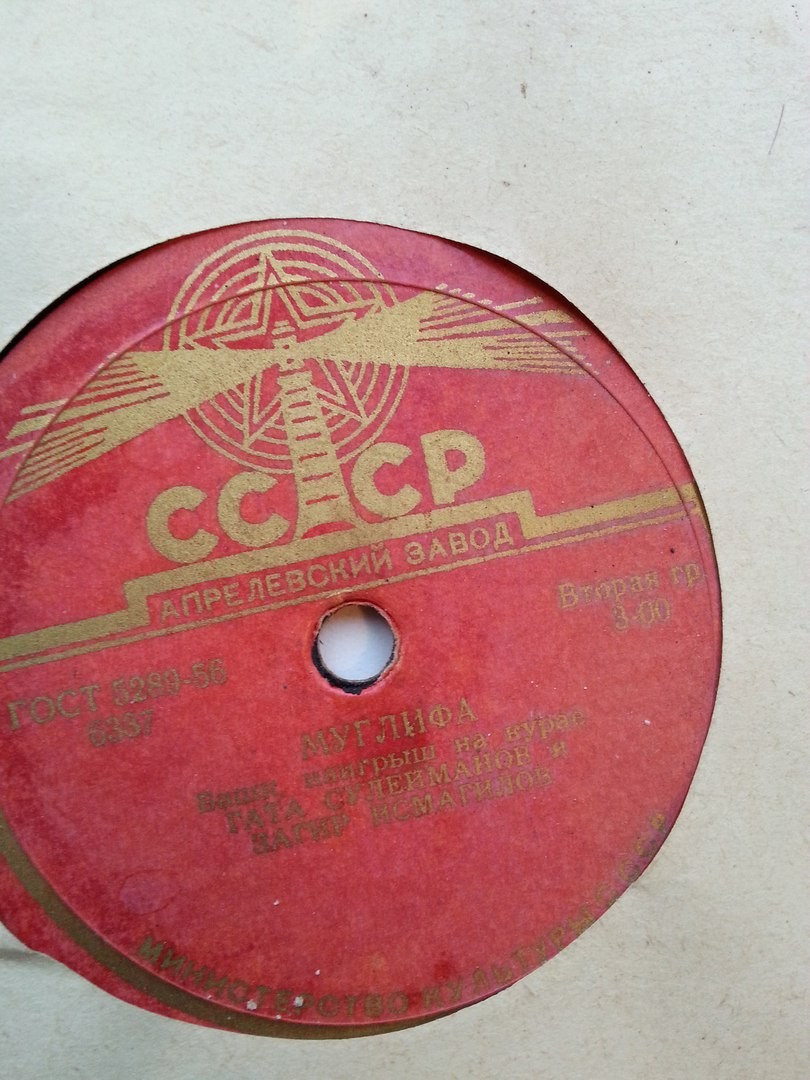 СССР
АПРЕЛЕВСКИЙ ЗАВОД
Вторая гр.
3-00
ГОСТ 5289-56
6337
МУГЛИФА
Башк. наигрыш на курае
ГАТА СУЛЕЙМАНОВ и
ЗАГИР ИСМАГИЛОВ
МИНИСТЕРСТВО КУЛЬТУРЫ СССР